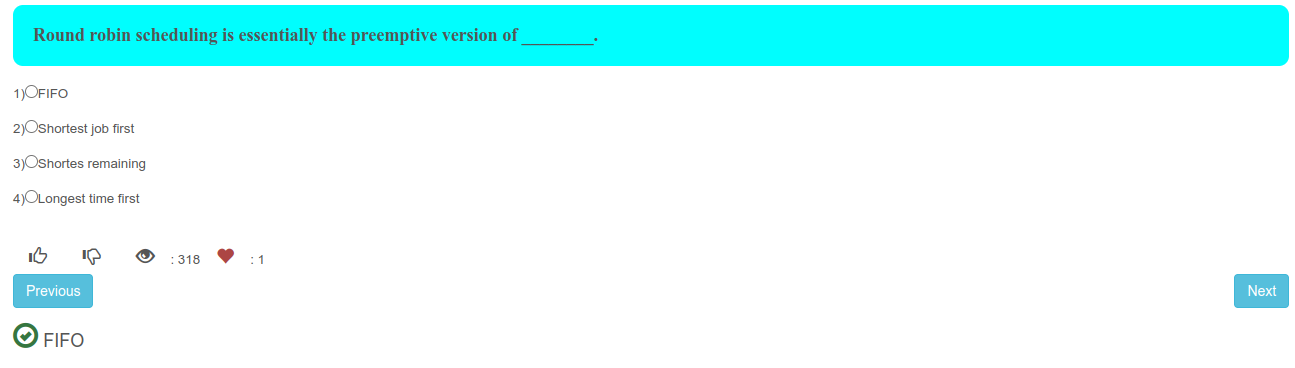 Round robin scheduling is essentially the preemptive version of ________.
1)FIFO
2)Shortest job first
3)Shortes remaining
4)Longest time first
: 318 : 1
Previous Next
FIFO